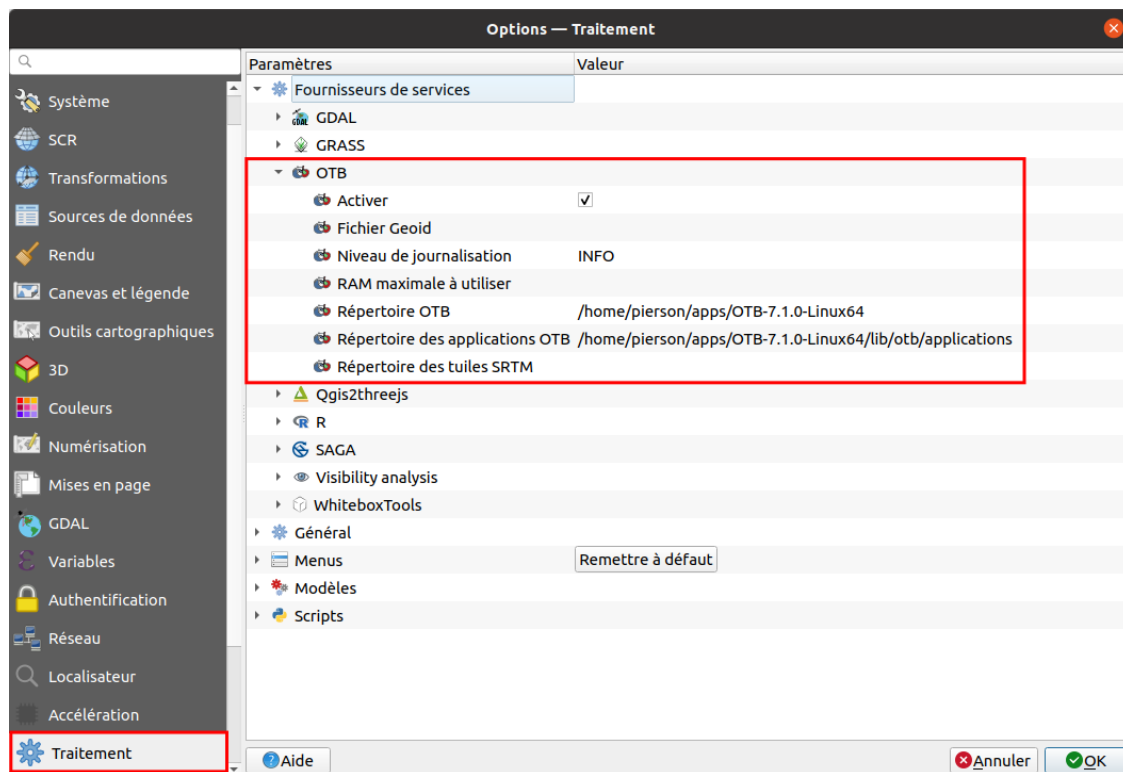 Options — Traitement
Système
SCR
Transformations
Sources de données
Rendu
Canevas et légende
Outils cartographiques
3D
Couleurs
Numérisation
Mises en page
GDAL
Variables
Authentification
Réseau
Localisateur
Accélération
Traitement
Paramètres Valeur
Fournisseurs de services
GDAL
GRASS
OTB
Activer
Fichier Geoid
Niveau de journalisation INFO
RAM maximale à utiliser
Répertoire OTB /home/pierson/apps/OTB-7.1.0-Linux64
Répertoire des applications OTB /home/pierson/apps/OTB-7.1.0-Linux64/lib/otb/applications
Répertoire des tuiles SRTM
Qgis2threejs
R
SAGA
Visibility analysis
WhiteboxTools
Général
Menus Remettre à défaut
Modèles
Scripts
Aide Annuler OK